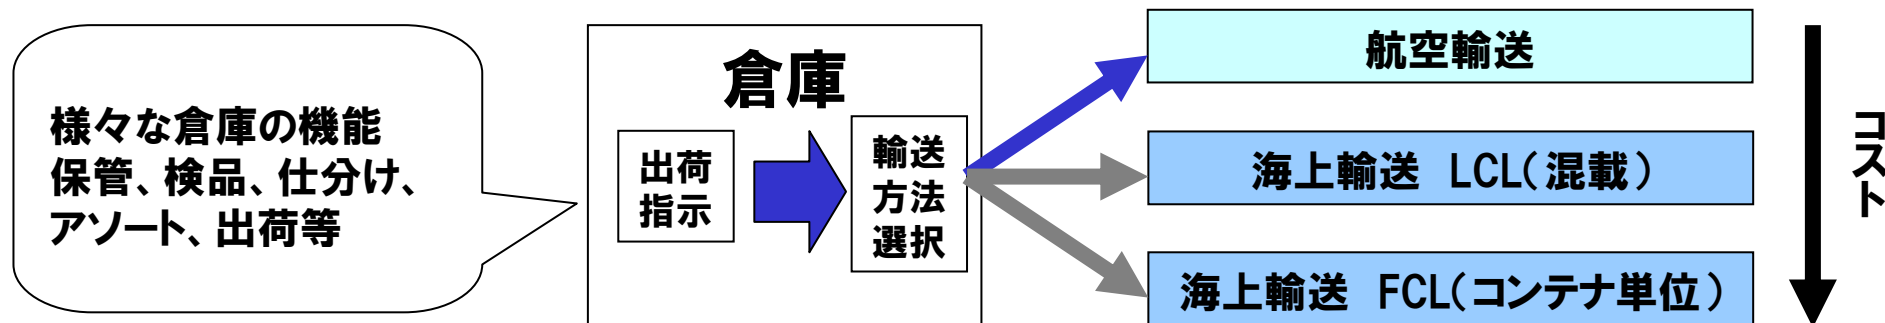 様々な倉庫の機能
保管、検品、仕分け、
アソート、出荷等
倉庫
出荷
指示
輸送
方法
選択
航空輸送
海上輸送 LCL(混載)
海上輸送 FCL(コンテナ単位)
コスト